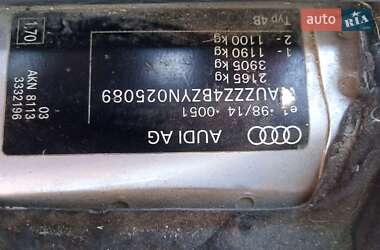 AUDI AG
e1*98/14*0051
AUZZZ4BZYN025089
2165 kg
3905 kg
1 - 1190 kg
2 - 1100 kg
Typ 4B
03
AKN 8113
3332196
1.70
auto RIA